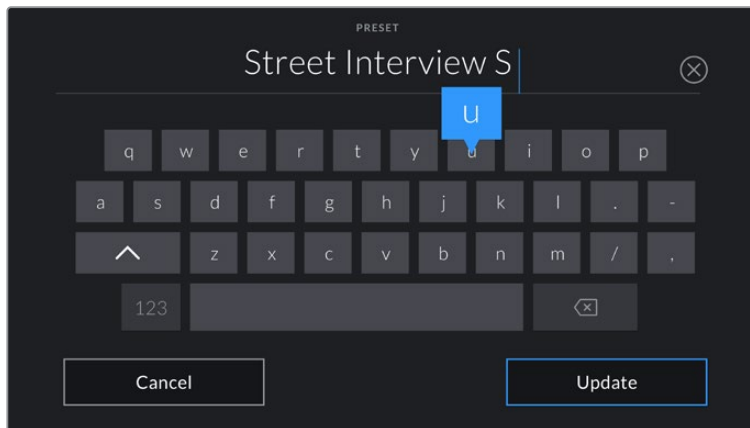 PRESET
Street Interview S
u
q w e r t y u i o p
a s d f g h j k l . -
z x c v b n m / ,
123
Cancel Update